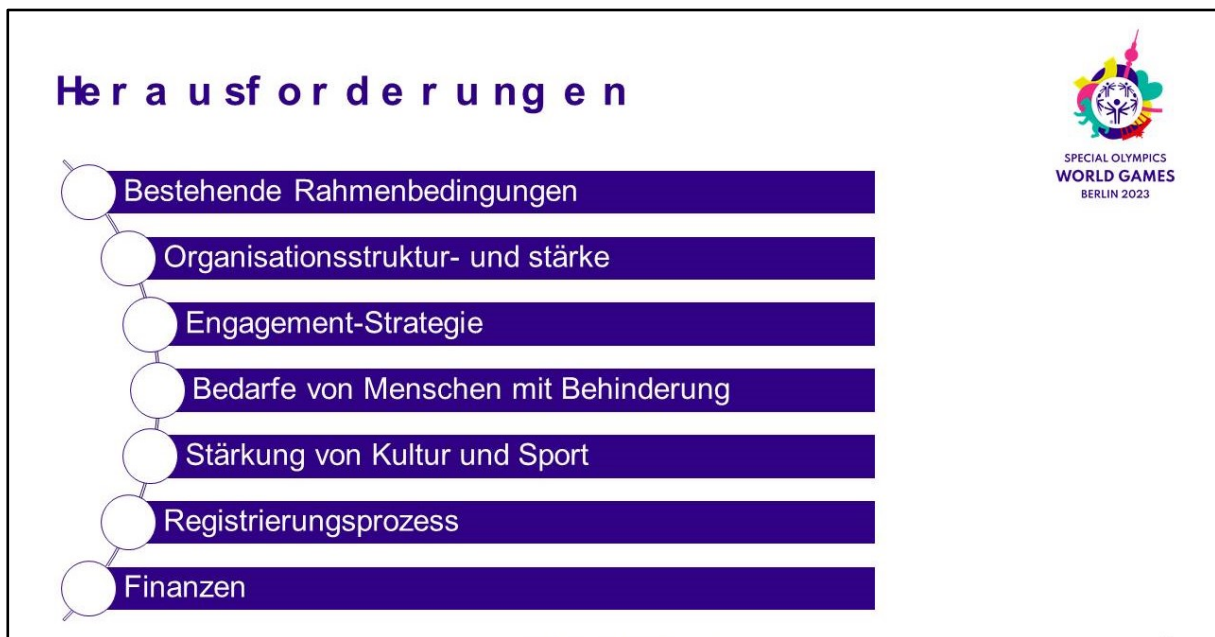 Herausforderungen
SPECIAL OLYMPICS
WORLD GAMES
BERLIN 2023
Bestehende Rahmenbedingungen
Organisationsstruktur- und stärke
Engagement-Strategie
Bedarfe von Menschen mit Behinderung
Stärkung von Kultur und Sport
Registrierungsprozess
Finanzen